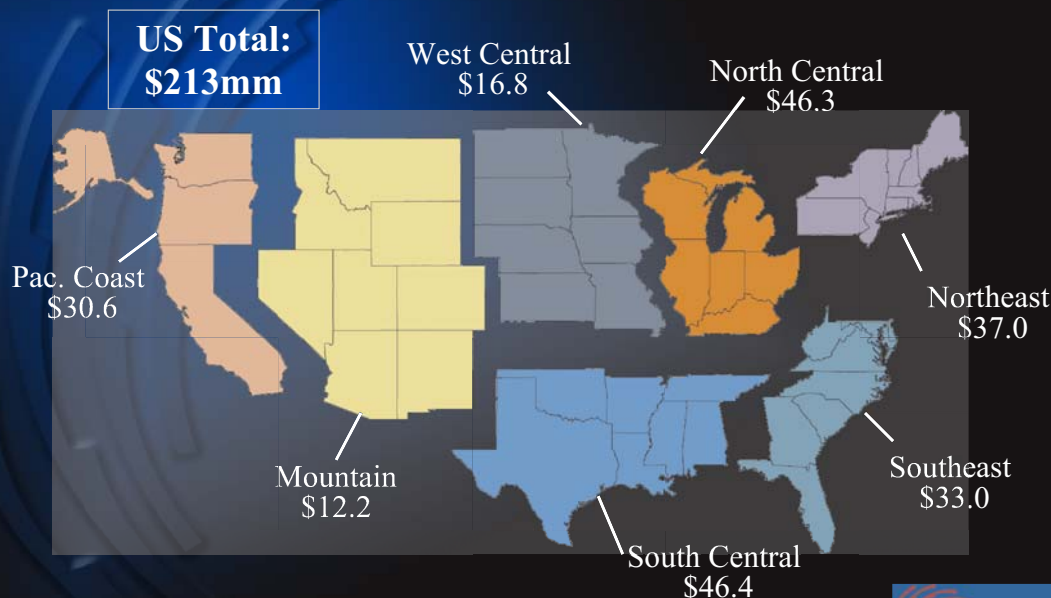 US Total:
$213mm
West Central
$16.8
North Central
$46.3
Pac. Coast
$30.6
Northeast
$37.0
Mountain
$12.2
Southeast
$33.0
South Central
$46.4